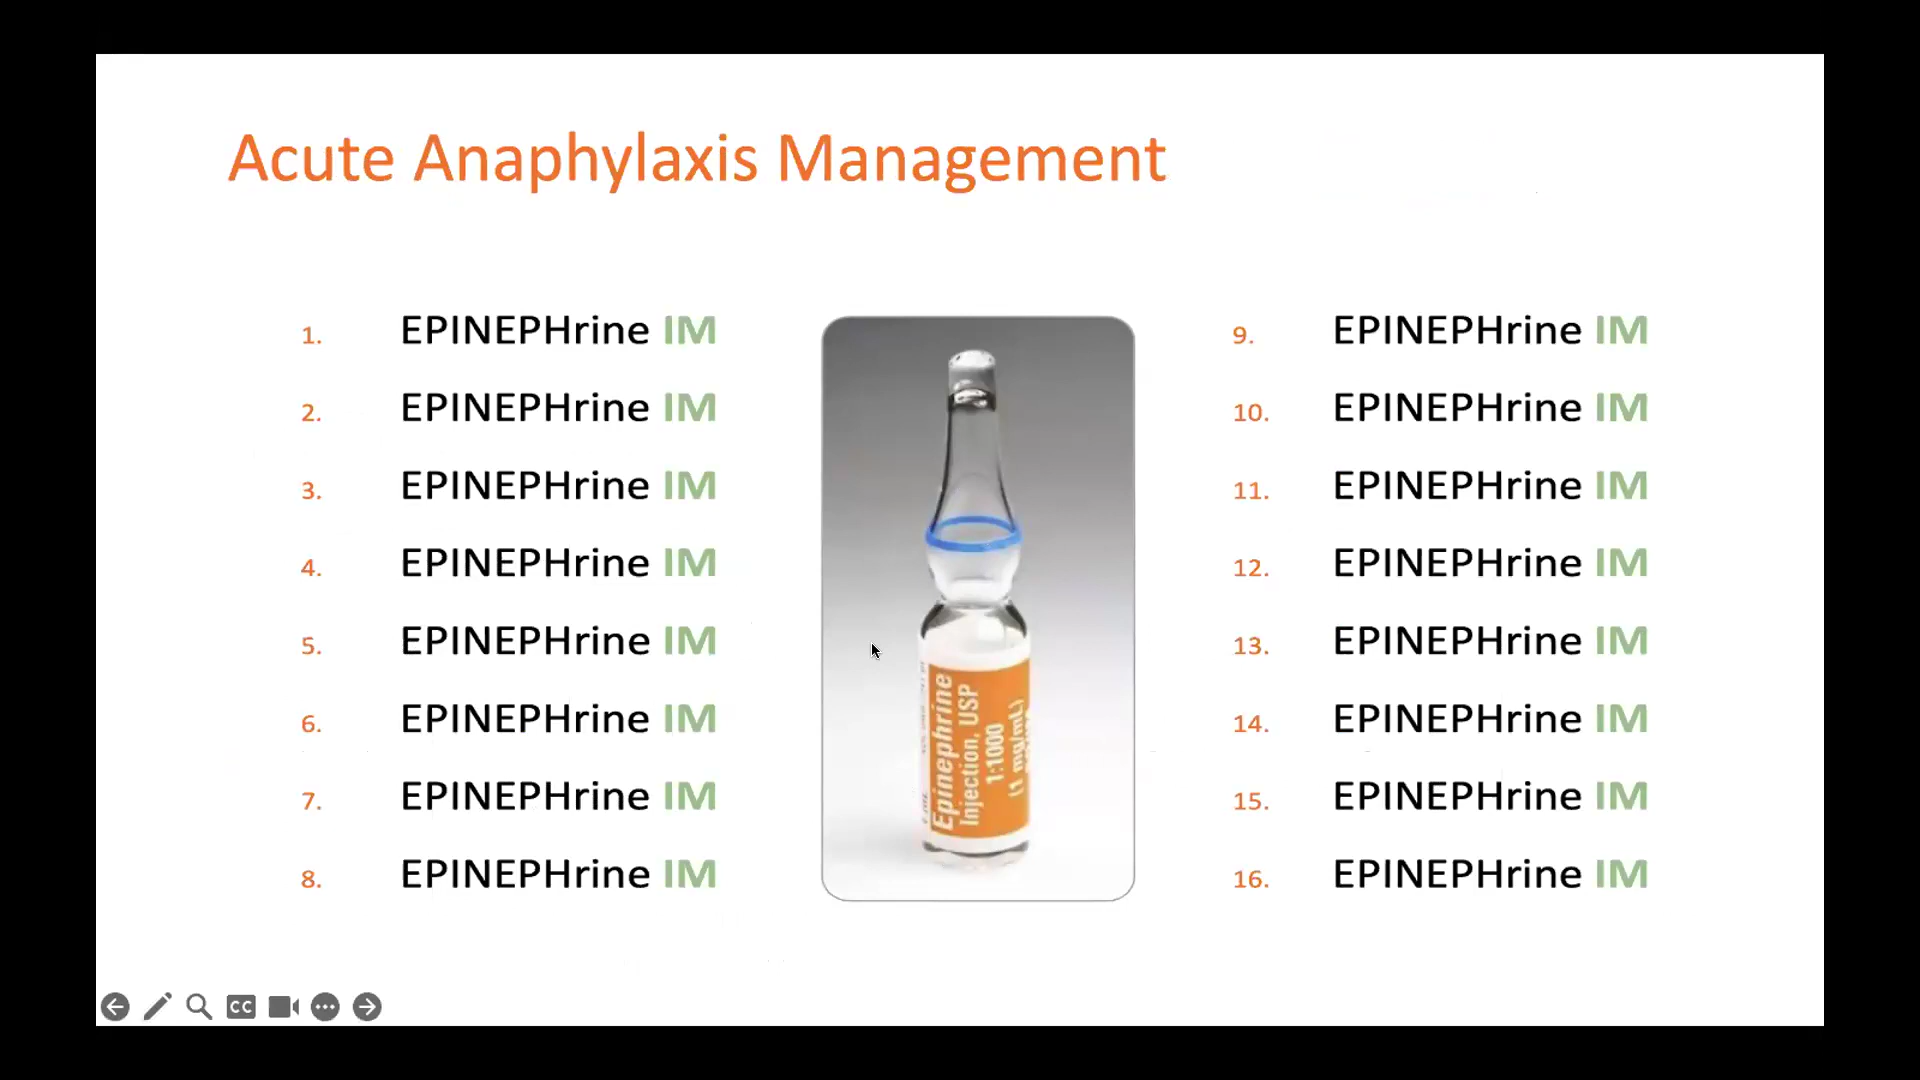 Acute Anaphylaxis Management
1. EPINEPHrine IM
2. EPINEPHrine IM
3. EPINEPHrine IM
4. EPINEPHrine IM
5. EPINEPHrine IM
6. EPINEPHrine IM
7. EPINEPHrine IM
8. EPINEPHrine IM
Epinephrine
Injection, USP
1:1000
(1 mg/mL)
9. EPINEPHrine IM
10. EPINEPHrine IM
11. EPINEPHrine IM
12. EPINEPHrine IM
13. EPINEPHrine IM
14. EPINEPHrine IM
15. EPINEPHrine IM
16. EPINEPHrine IM
CC